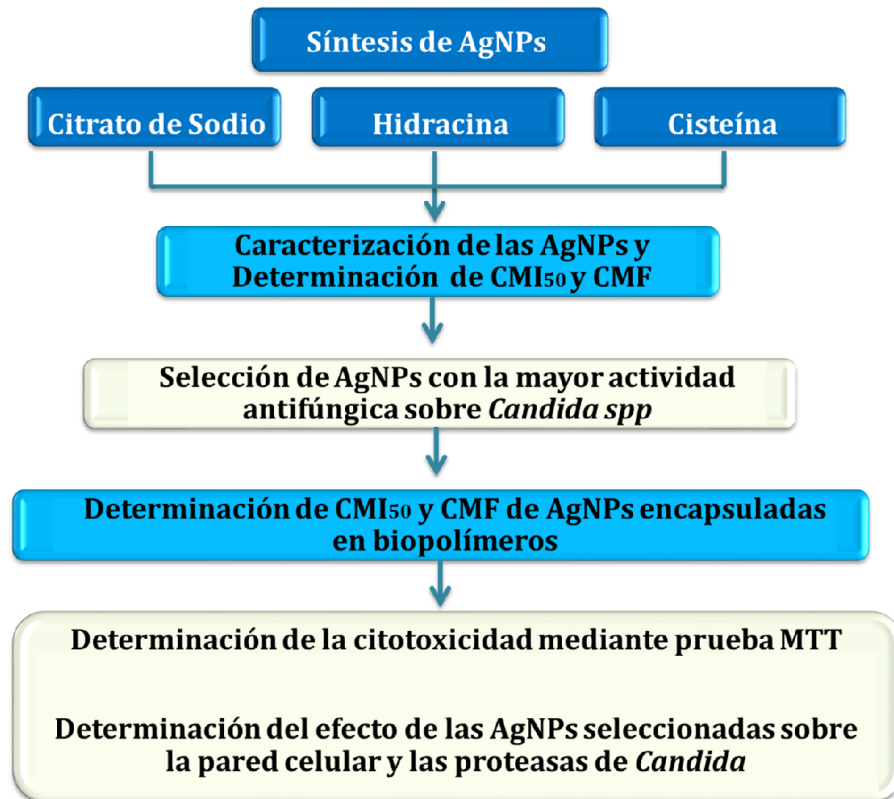 Síntesis de AgNPs
Citrato de Sodio
Hidracina
Cisteína
Caracterización de las AgNPs y
Determinación de CMI50 y CMF
Selección de AgNPs con la mayor actividad
antifúngica sobre Candida spp
Determinación de CMI50 y CMF de AgNPs encapsuladas
en biopolímeros
Determinación de la citotoxicidad mediante prueba MTT
Determinación del efecto de las AgNPs seleccionadas sobre
la pared celular y las proteasas de Candida